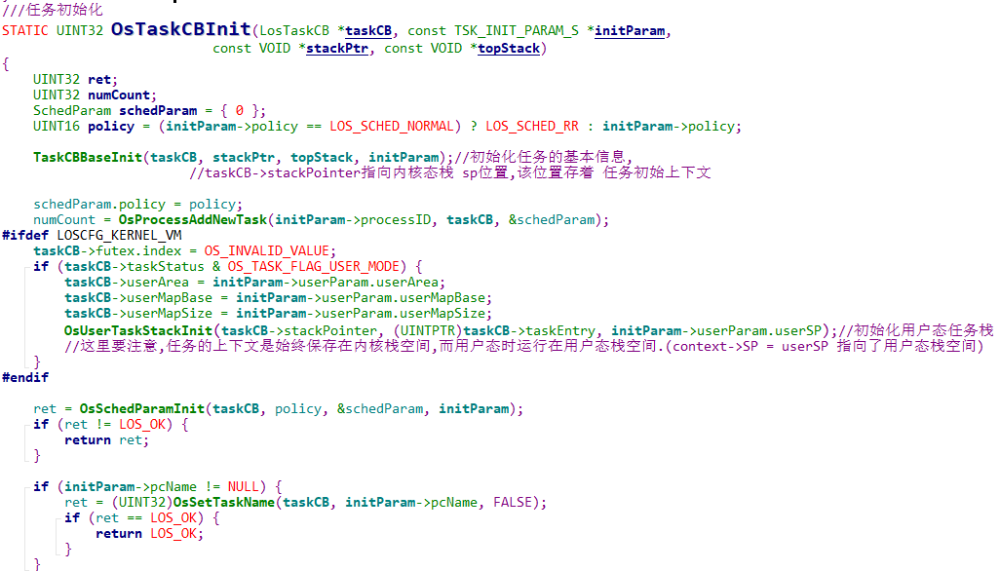 ///任务初始化
STATIC UINT32 OsTaskCBInit(LosTaskCB *taskCB, const TSK_INIT_PARAM_S *initParam,
                           const VOID *stackPtr, const VOID *topStack)
{
    UINT32 ret;
    UINT32 numCount;
    SchedParam schedParam = { 0 };
    UINT16 policy = (initParam->policy == LOS_SCHED_NORMAL) ? LOS_SCHED_RR : initParam->policy;

    TaskCBBaseInit(taskCB, stackPtr, topStack, initParam);//初始化任务的基本信息,
                        //taskCB->stackPointer指向内核态栈 sp位置,该位置存着 任务初始上下文

    schedParam.policy = policy;
    numCount = OsProcessAddNewTask(initParam->processID, taskCB, &schedParam);
#ifdef LOSCFG_KERNEL_VM
    taskCB->futex.index = OS_INVALID_VALUE;
    if (taskCB->taskStatus & OS_TASK_FLAG_USER_MODE) {
        taskCB->userArea = initParam->userParam.userArea;
        taskCB->userMapBase = initParam->userParam.userMapBase;
        taskCB->userMapSize = initParam->userParam.userMapSize;
        OsUserTaskStackInit(taskCB->stackPointer, (UINTPTR)taskCB->taskEntry, initParam->userParam.userSP);//初始化用户态任务栈
        //这里要注意,任务的上下文是始终保存在内核栈空间,而用户态时运行在用户态栈空间.(context->SP = userSP 指向了用户态栈空间)
    }
#endif

    ret = OsSchedParamInit(taskCB, policy, &schedParam, initParam);
    if (ret != LOS_OK) {
        return ret;
    }

    if (initParam->pcName != NULL) {
        ret = (UINT32)OsSetTaskName(taskCB, initParam->pcName, FALSE);
        if (ret == LOS_OK) {
            return LOS_OK;
        }
    }